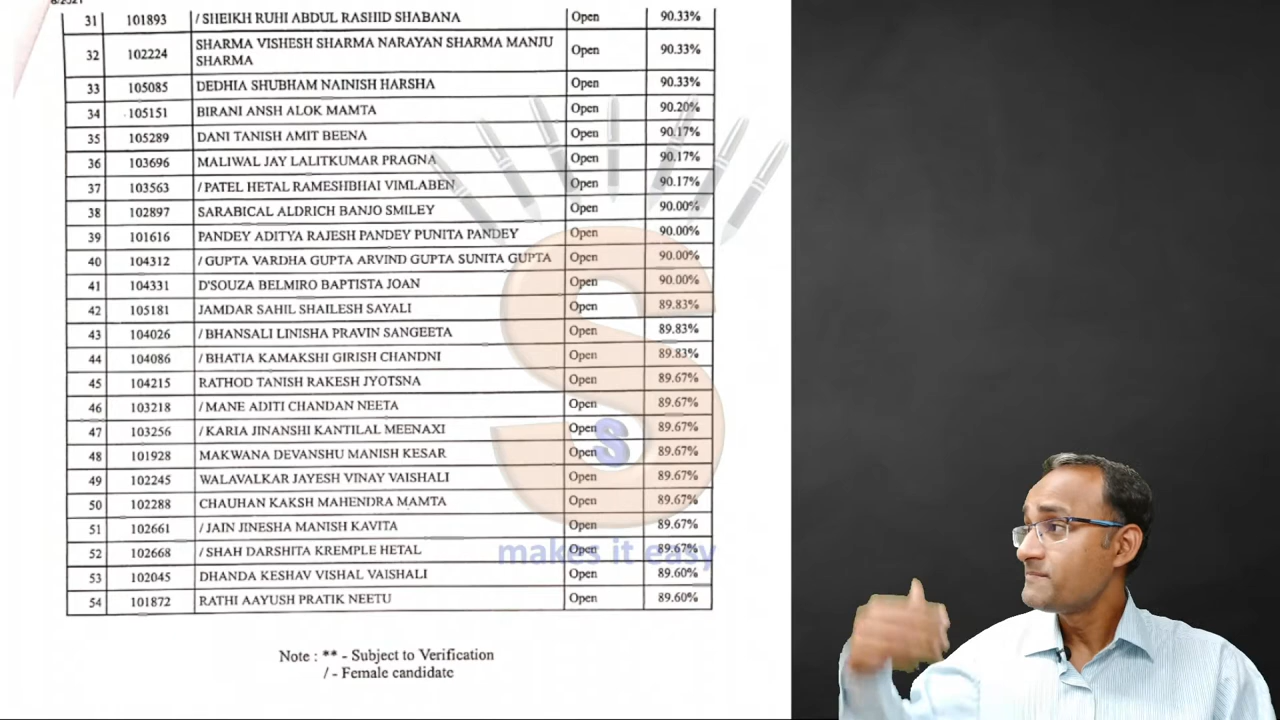 31 101893 / SHEIKH RUHI ABDUL RASHID SHABANA Open 90.33%
32 102224 SHARMA VISHESH SHARMA NARAYAN SHARMA MANJU
SHARMA Open 90.33%
33 105085 DEDHIA SHUBHAM NAINISH HARSHA Open 90.33%
34 105151 BIRANI ANSH ALOK MAMTA Open 90.20%
35 105289 DANI TANISH AMIT BEENA Open 90.17%
36 103696 MALIWAL JAY LALITKUMAR PRAGNA Open 90.17%
37 103563 / PATEL HETAL RAMESHBHAI VIMLABEN Open 90.17%
38 102897 SARABICAL ALDRICH BANJO SMILEY Open 90.00%
39 101616 PANDEY ADITYA RAJESH PANDEY PUNITA PANDEY Open 90.00%
40 104312 / GUPTA VARDHA GUPTA ARVIND GUPTA SUNITA GUPTA Open 90.00%
41 104331 D'SOUZA BELMIRO BAPTISTA JOAN Open 90.00%
42 105181 JAMDAR SAHIL SHAILESH SAYALI Open 89.83%
43 104026 / BHANSALI LINISHA PRAVIN SANGEETA Open 89.83%
44 104086 / BHATIA KAMAKSHI GIRISH CHANDNI Open 89.83%
45 104215 RATHOD TANISH RAKESH JYOTSNA Open 89.67%
46 103218 / MANE ADITI CHANDAN NEETA Open 89.67%
47 103256 / KARIA JINANSHI KANTILAL MEENAXI Open 89.67%
48 101928 MAKWANA DEVANSHU MANISH KESAR Open 89.67%
49 102245 WALAVALKAR JAYESH VINAY VAISHALI Open 89.67%
50 102288 CHAUHAN KAKSH MAHENDRA MAMTA Open 89.67%
51 102661 / JAIN JINESHA MANISH KAVITA Open 89.67%
52 102668 / SHAH DARSHITA KREMPLE HETAL Open 89.67%
53 102045 DHANDA KESHAV VISHAL VAISHALI Open 89.60%
54 101872 RATHI AAYUSH PRATIK NEETU Open 89.60%
S
S
makes it easy
Note : ** - Subject to Verification
/ - Female candidate